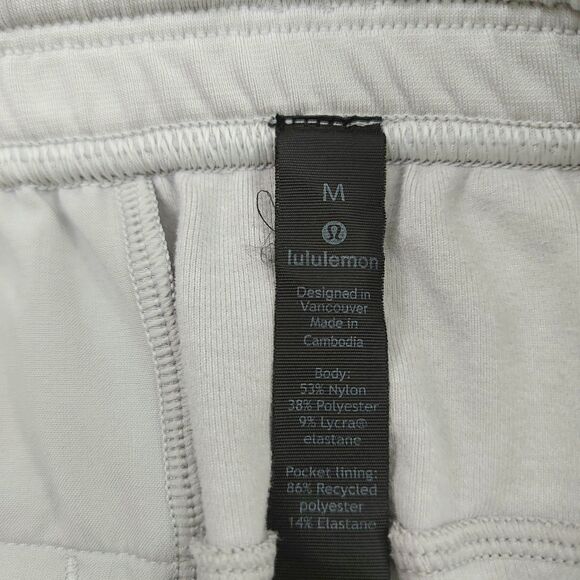 M
lululemon
Designed in
Vancouver
Made in
Cambodia
Body:
53% Nylon
38% Polyester
9% Lycra®
elastane
Pocket lining:
86% Recycled
polyester
14% Elastane